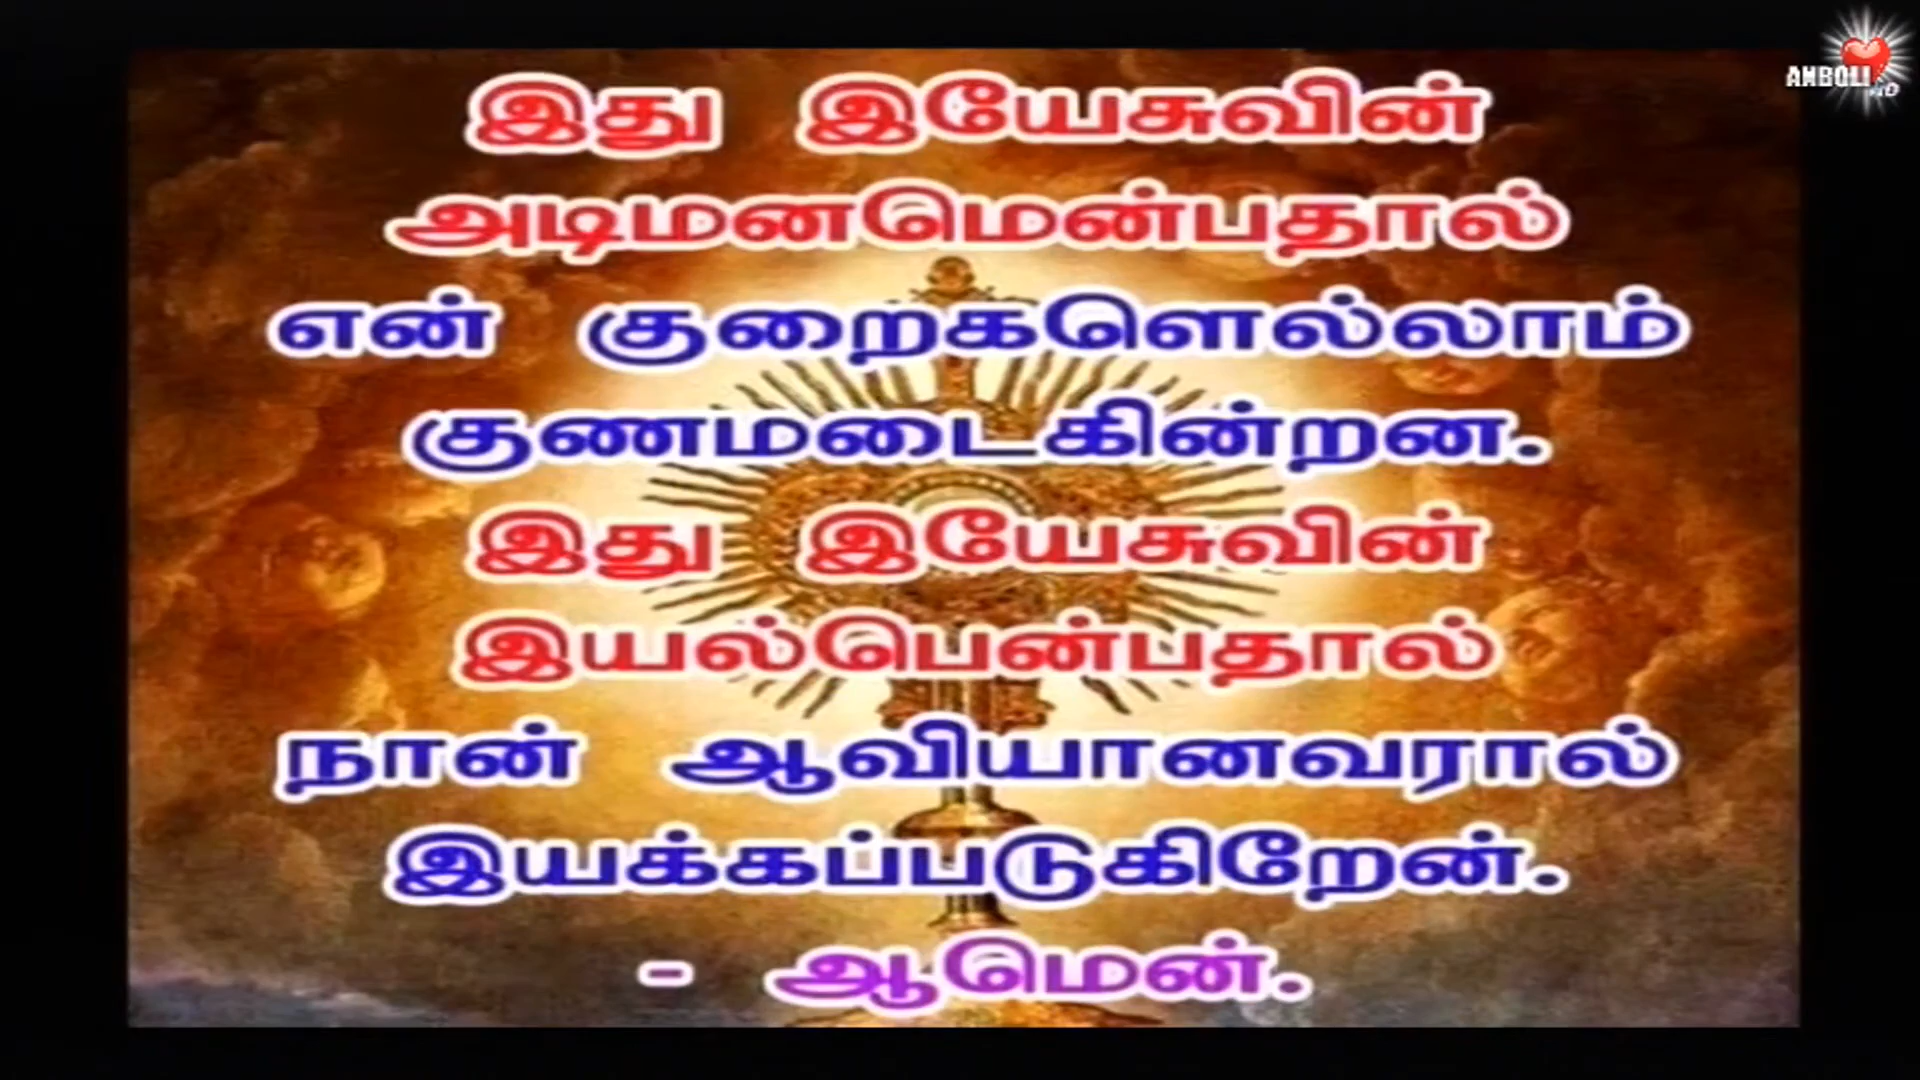 இது இயேசுவின்
அடிமனமென்பதால்
என் குறைகளெல்லாம்
குணமடைகின்றன.
இது இயேசுவின்
இயல்பென்பதால்
நான் ஆவியானவரால்
இயக்கப்படுகிறேன்.
- ஆமென்.
ANBOLI
HD